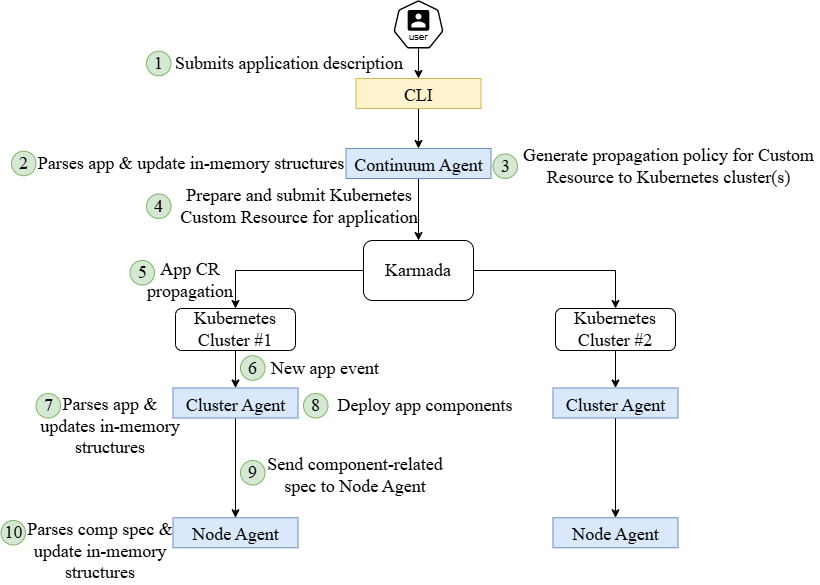 user
1 Submits application description
CLI
2 Parses app & update in-memory structures
Continuum Agent
3 Generate propagation policy for Custom
Resource to Kubernetes cluster(s)
4 Prepare and submit Kubernetes
Custom Resource for application
Karmada
5 App CR
propagation
Kubernetes
Cluster #1
Kubernetes
Cluster #2
6 New app event
7 Parses app &
updates in-memory
structures
Cluster Agent
8 Deploy app components
Cluster Agent
9 Send component-related
spec to Node Agent
10 Parses comp spec &
update in-memory
structures
Node Agent
Node Agent